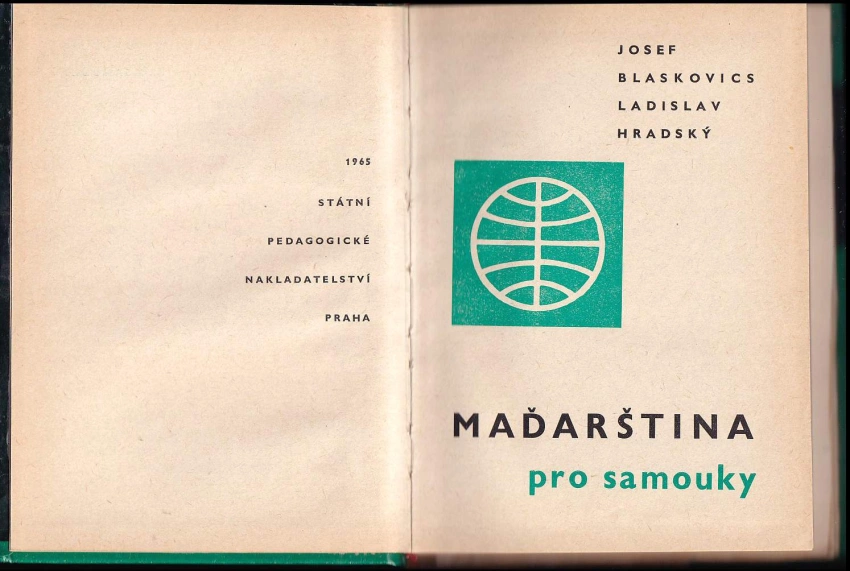 1965
STÁTNÍ
PEDAGOGICKÉ
NAKLADATELSTVÍ
PRAHA
JOSEF
BLASKOVICS
LADISLAV
HRADSKÝ
MAĎARŠTINA
pro samouky